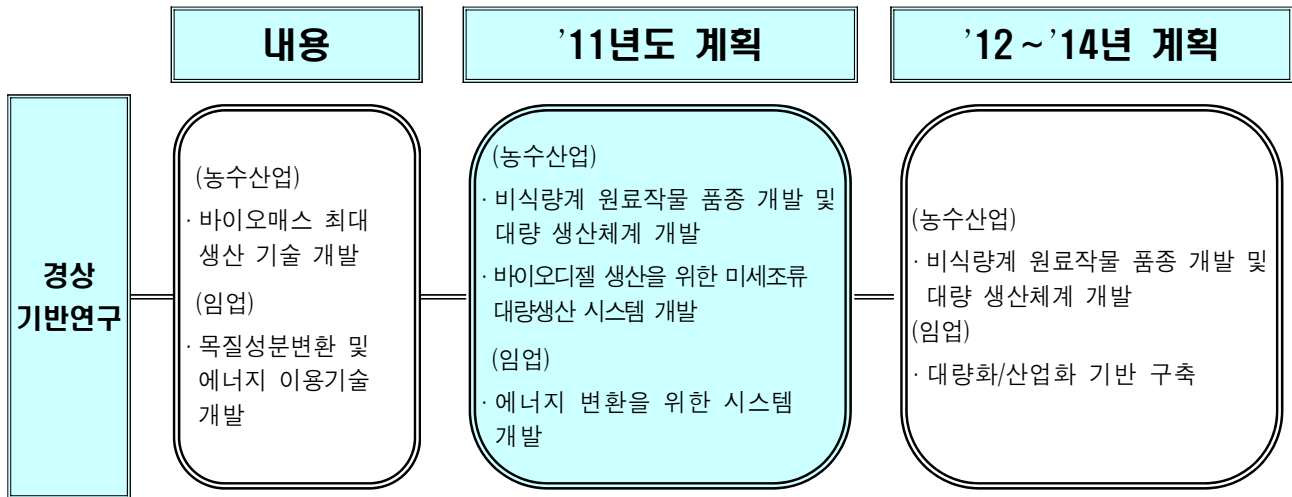 내용
’11년도 계획
’12~’14년 계획
경상
기반연구
(농수산업)
· 바이오매스 최대
생산 기술 개발
(임업)
· 목질성분변환 및
에너지 이용기술
개발
(농수산업)
· 비식량계 원료작물 품종 개발 및
대량 생산체계 개발
· 바이오디젤 생산을 위한 미세조류
대량생산 시스템 개발
(임업)
· 에너지 변환을 위한 시스템
개발
(농수산업)
· 비식량계 원료작물 품종 개발 및
대량 생산체계 개발
(임업)
· 대량화/산업화 기반 구축